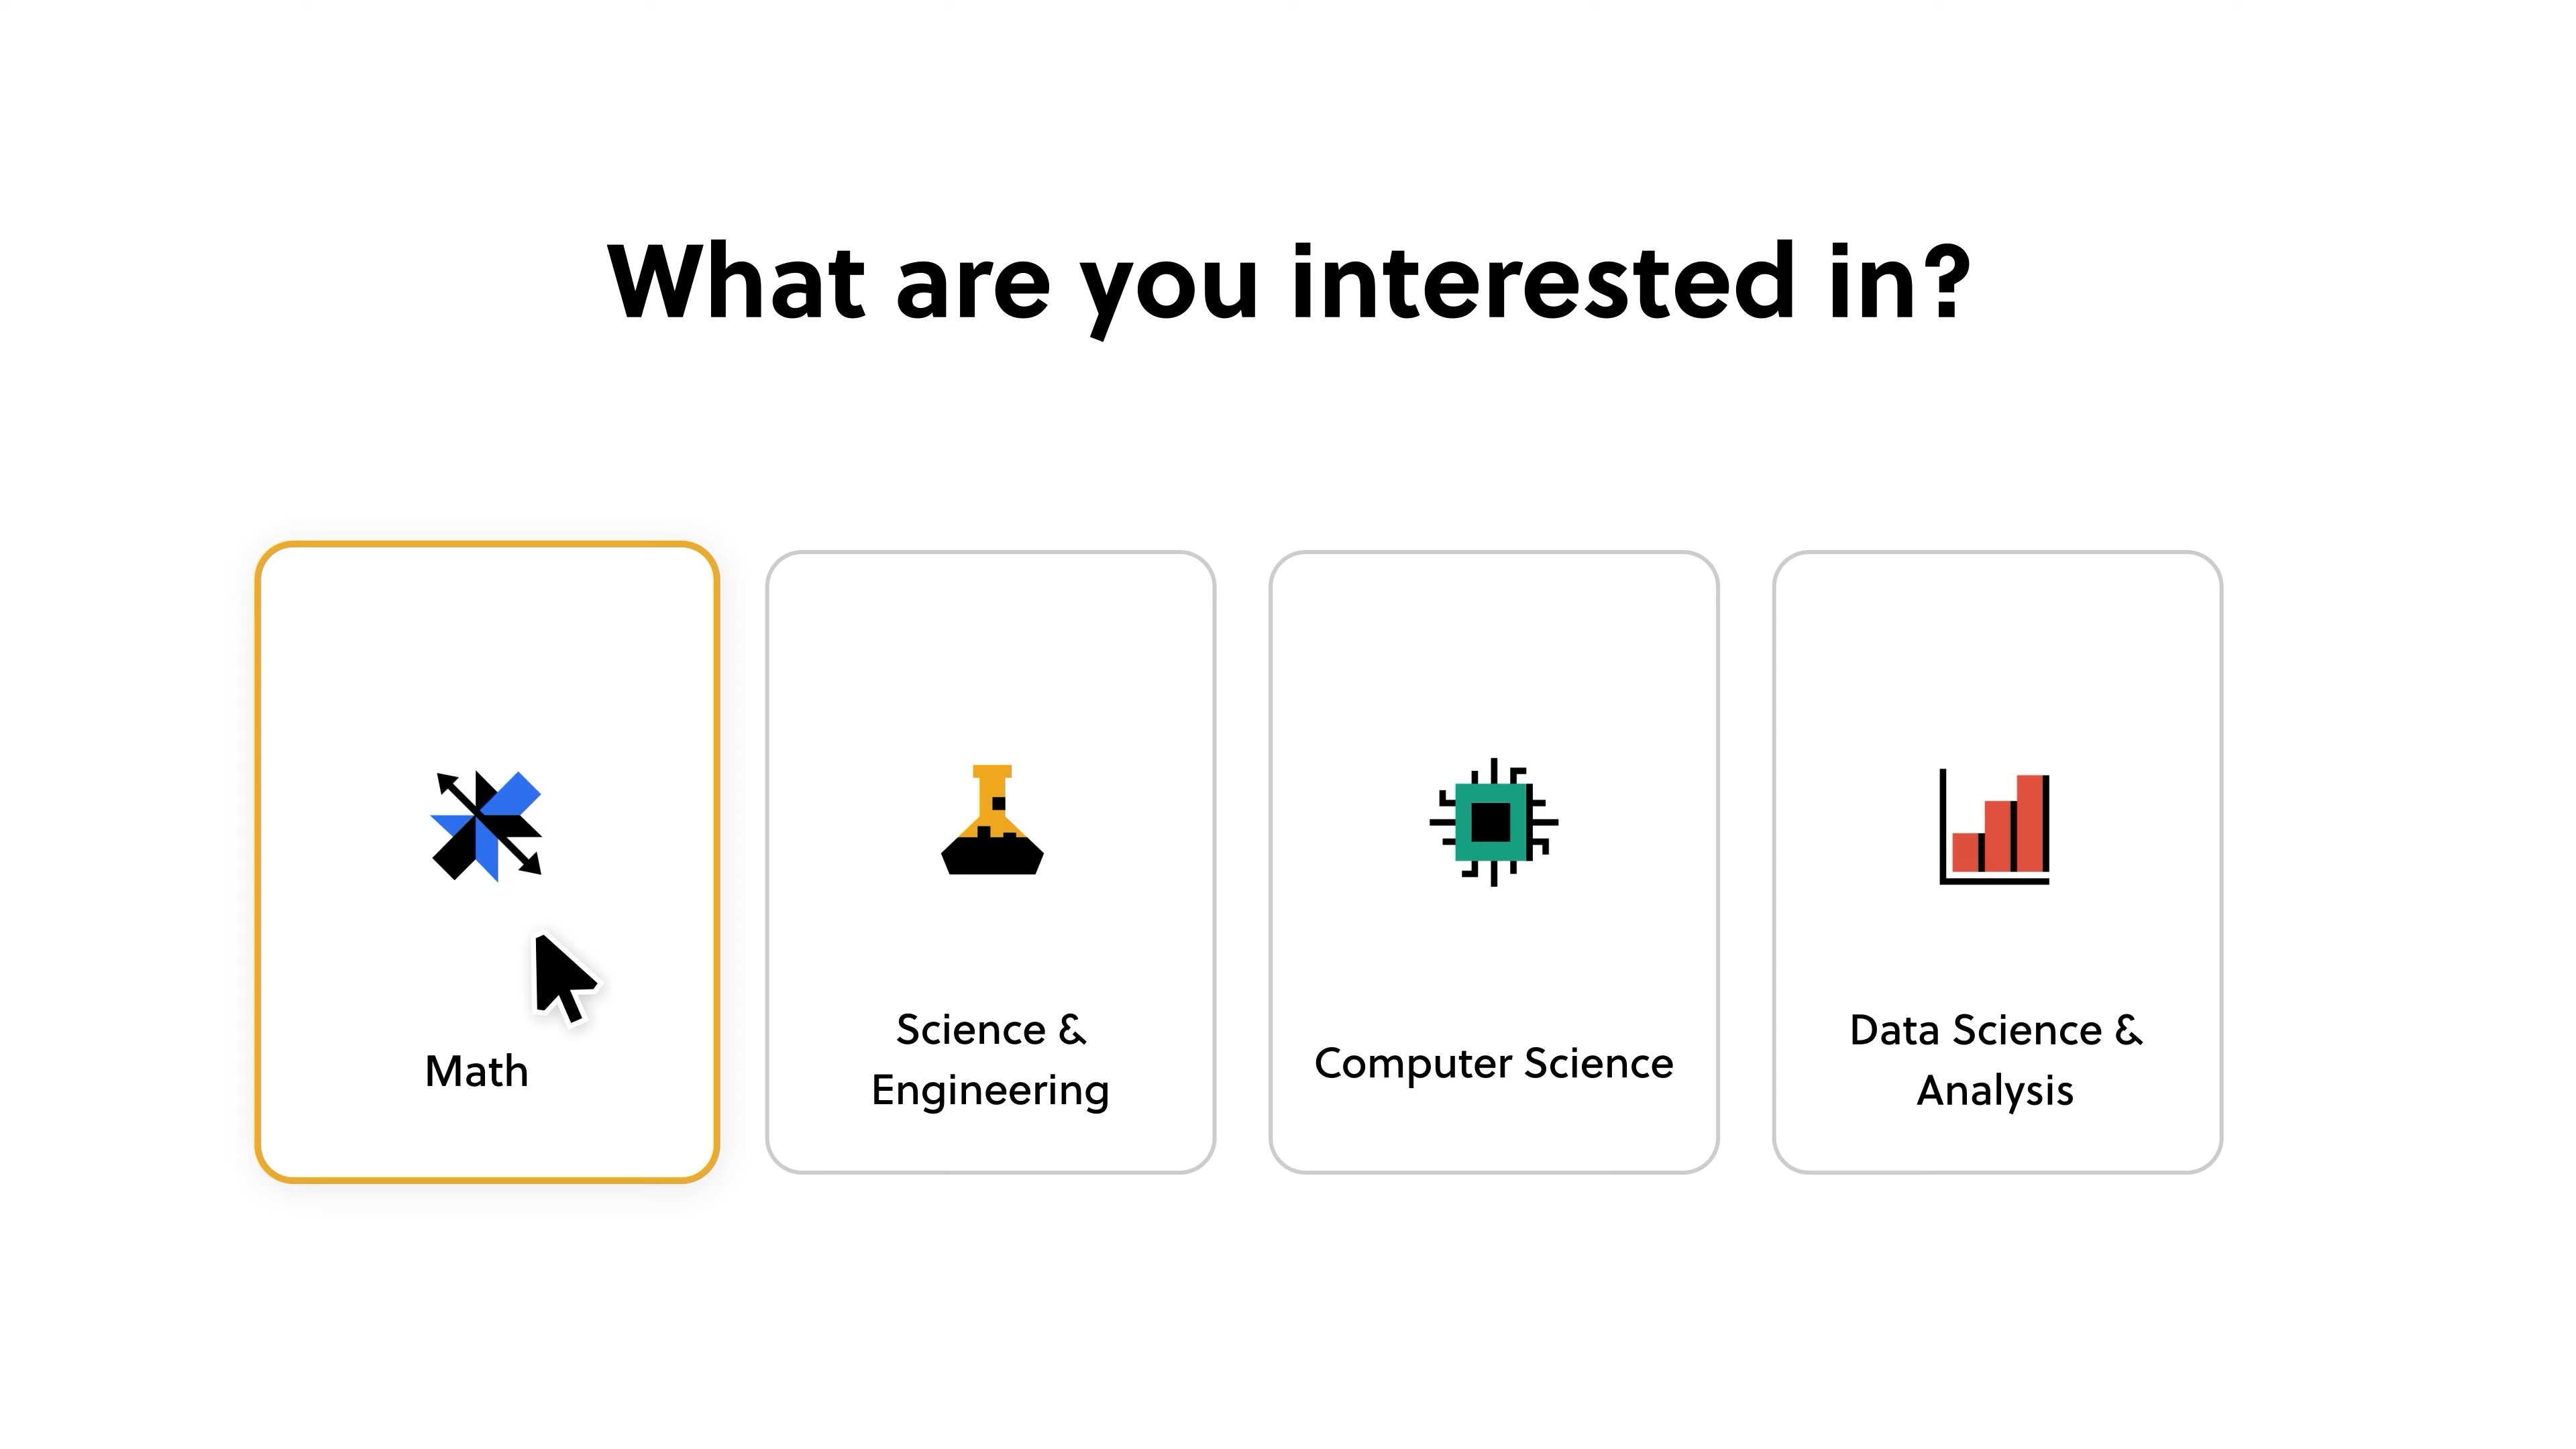 What are you interested in?
Math
Science &
Engineering
Computer Science
Data Science &
Analysis